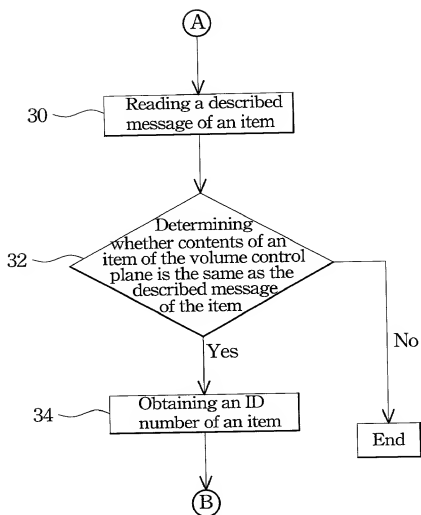 A
30
Reading a described
message of an item
32
Determining
whether contents of an
item of the volume control
plane is the same as the
described message
of the item
Yes
No
34
Obtaining an ID
number of an item
End
B